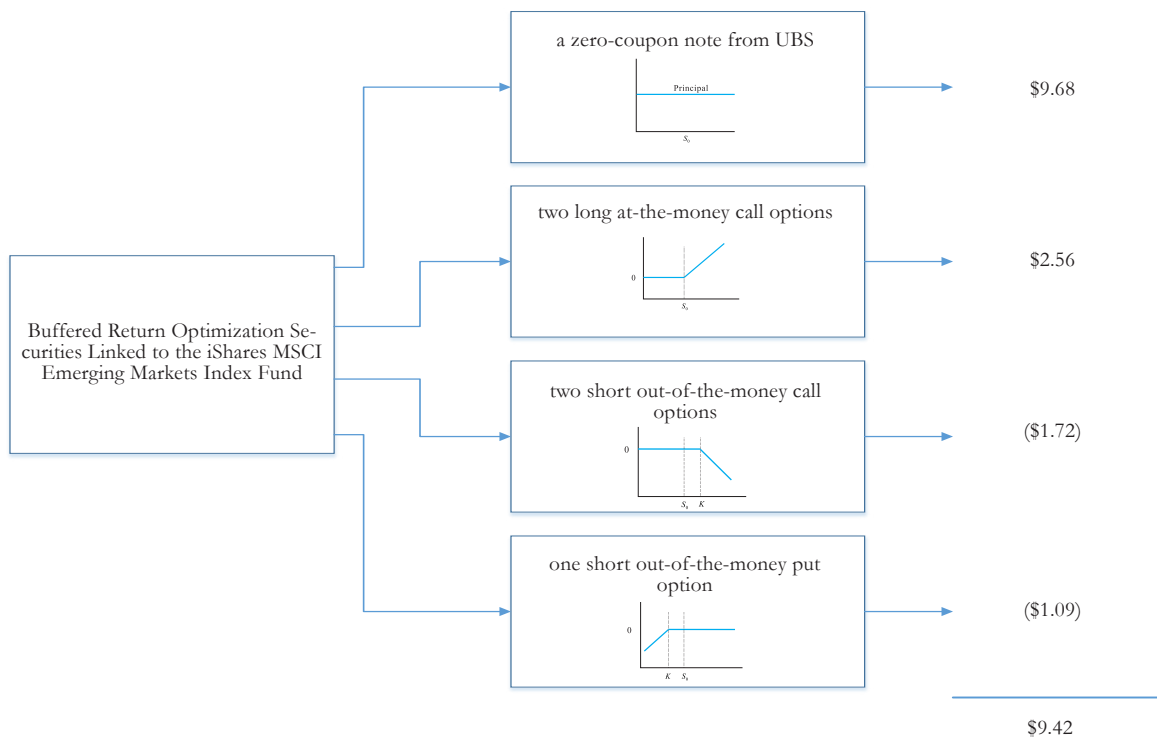 a zero-coupon note from UBS
Principal
S0
$9.68
two long at-the-money call options
0
S0
$2.56
Buffered Return Optimization Se-
curities Linked to the iShares MSCI
Emerging Markets Index Fund
two short out-of-the-money call
options
0
S0 K
($1.72)
one short out-of-the-money put
option
0
K S0
($1.09)
$9.42